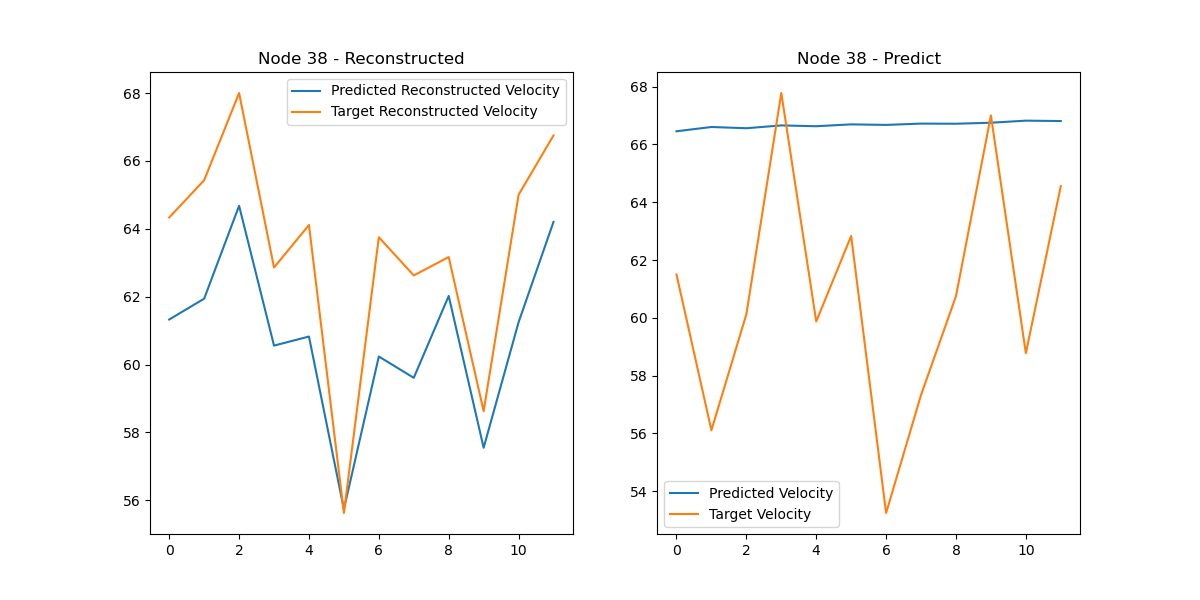 Node 38 - Reconstructed
Predicted Reconstructed Velocity
Target Reconstructed Velocity
68
66
64
62
60
58
56
0 2 4 6 8 10
Node 38 - Predict
68
66
64
62
60
58
56
54
Predicted Velocity
Target Velocity
0 2 4 6 8 10